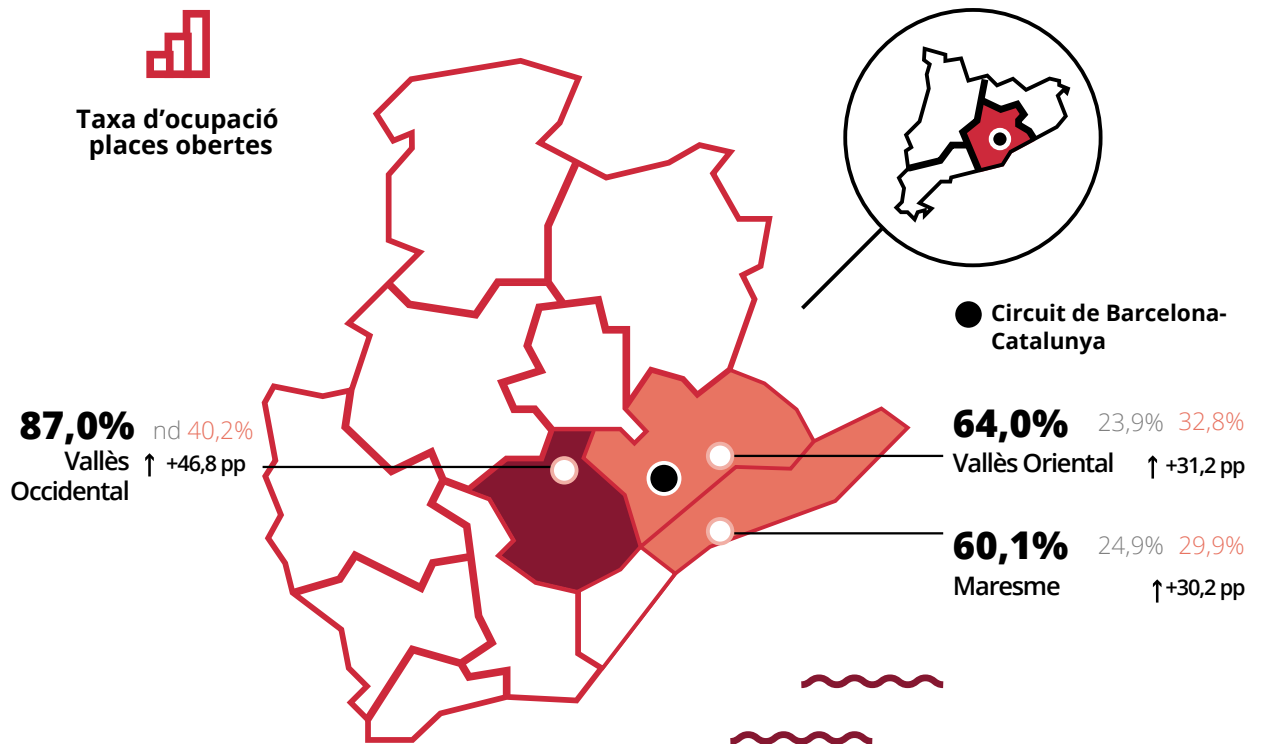 Taxa d’ocupació
places obertes
Circuit de Barcelona-
Catalunya
87,0% nd 40,2%
Vallès ↑ +46,8 pp
Occidental
64,0% 23,9% 32,8%
Vallès Oriental ↑ +31,2 pp
60,1% 24,9% 29,9%
Maresme ↑ +30,2 pp